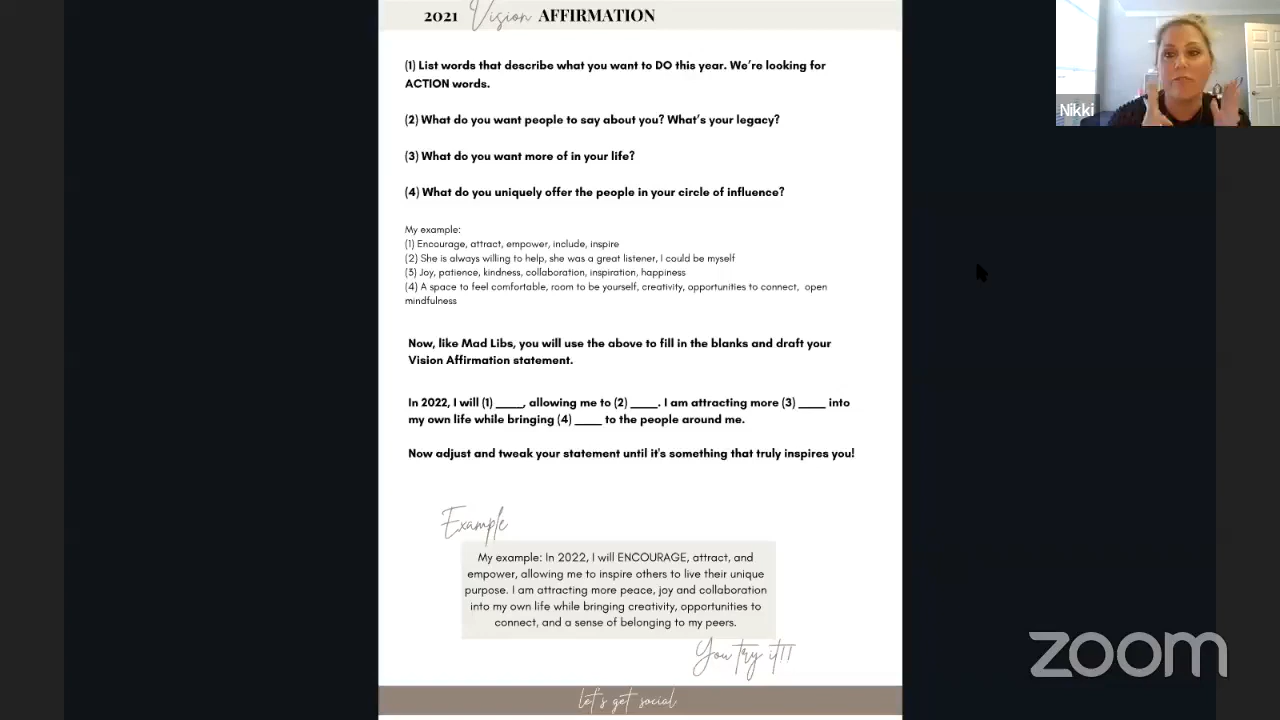 2021 Vision AFFIRMATION
(1) List words that describe what you want to DO this year. We're looking for
ACTION words.
(2) What do you want people to say about you? What's your legacy?
(3) What do you want more of in your life?
(4) What do you uniquely offer the people in your circle of influence?
My example:
(1) Encourage, attract, empower, include, inspire
(2) She is always willing to help, she was a great listener, I could be myself
(3) Joy, patience, kindness, collaboration, inspiration, happiness
(4) A space to feel comfortable, room to be yourself, creativity, opportunities to connect, open
mindfulness
Now, like Mad Libs, you will use the above to fill in the blanks and draft your
Vision Affirmation statement.
In 2022, I will (1) _____, allowing me to (2) _____. I am attracting more (3) _____ into
my own life while bringing (4) _____ to the people around me.
Now adjust and tweak your statement until it's something that truly inspires you!
Example
My example: In 2022, I will ENCOURAGE, attract, and
empower, allowing me to inspire others to live their unique
purpose. I am attracting more peace, joy and collaboration
into my own life while bringing creativity, opportunities to
connect, and a sense of belonging to my peers.
You try it!!
let's get social
Nikki
zoom